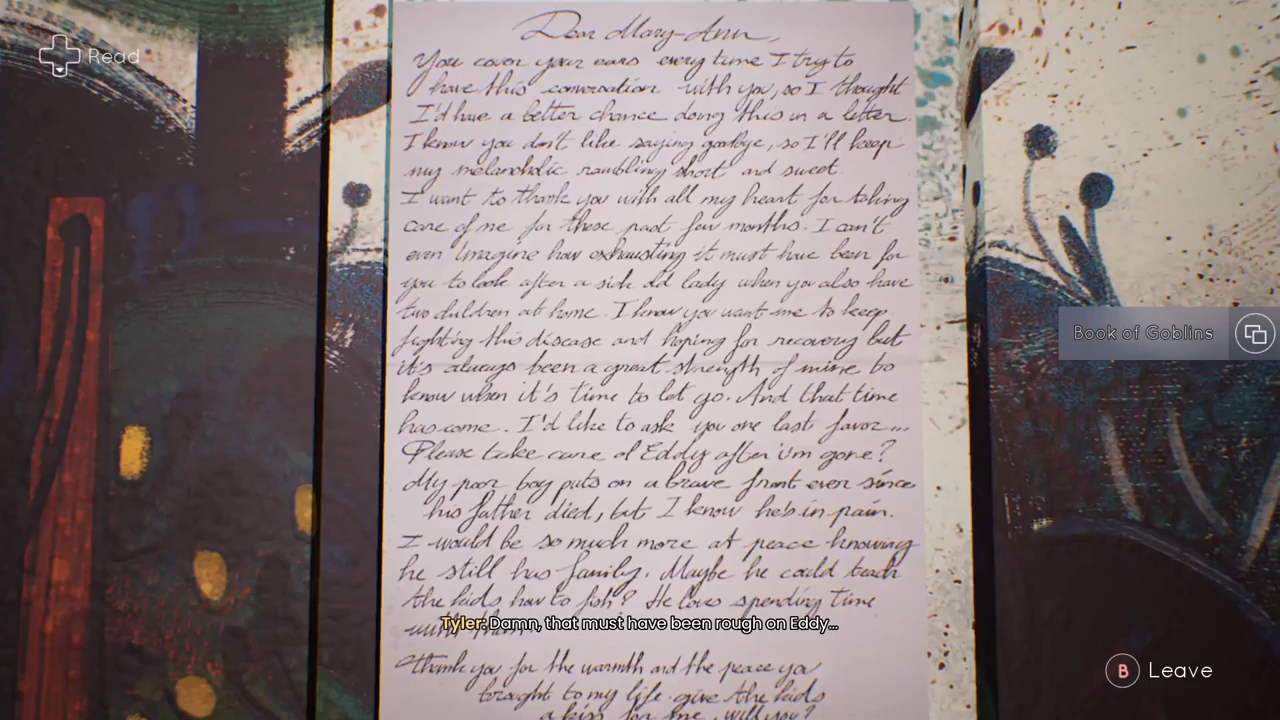 Read
Dear Mary-Ann,
You cover your ears every time I try to
have this conversation with you, so I thought
I'd have a better chance doing this in a letter.
I know you don't like saying goodbye, so I'll keep
my melancholic rambling short and sweet.
I want to thank you with all my heart for taking
care of me for these past few months. I can't
even imagine how exhausting it must have been for
you to look after a sick old lady when you also have
two children at home. I know you want me to keep
fighting this disease and hoping for recovery but
it's always been a great strength of mine to
know when it's time to let go. And that time
has come. I'd like to ask you one last favor...
Please take care of Eddy after i'm gone?
My poor boy puts on a brave front ever since
his father died, but I know he's in pain.
I would be so much more at peace knowing
he still has family. Maybe he could teach
the kids how to fish? He loves spending time
with them.
Tyler: Damn, that must have been rough on Eddy...
Thank you for the warmth and the peace you
brought to my life. give the kids
a kiss for me, will you?
Book of Goblins
B Leave